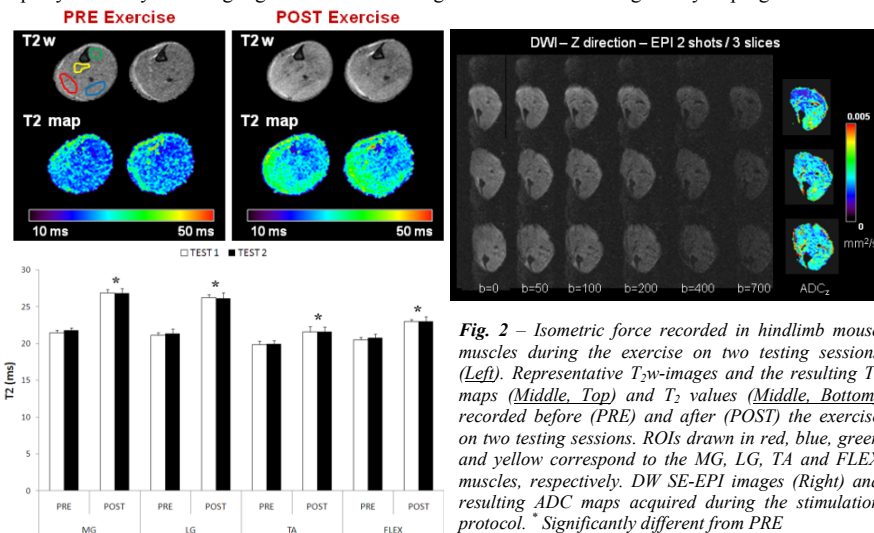 PRE Exercise
POST Exercise
T2 w
T2 w
T2 map
T2 map
10 ms
50 ms
10 ms
50 ms
DWI – Z direction – EPI 2 shots / 3 slices
0.005
0
mm²/s
b=0
b=50
b=100
b=200
b=400
b=700
ADCz
TEST 1
TEST 2
T2 (ms)
30
25
20
15
10
5
0
*
*
*
*
PRE
POST
PRE
POST
PRE
POST
PRE
POST
MG
LG
TA
FLEX
Fig. 2 – Isometric force recorded in hindlimb mouse
muscles during the exercise on two testing sessions
(Left). Representative T2w-images and the resulting
maps (Middle, Top) and T2 values (Middle, Bottom)
recorded before (PRE) and after (POST) the exercise
on two testing sessions. ROIs drawn in red, blue, green
and yellow correspond to the MG, LG, TA and FLEX
muscles, respectively. DW SE-EPI images (Right) and
resulting ADC maps acquired during the stimulation
protocol. * Significantly different from PRE